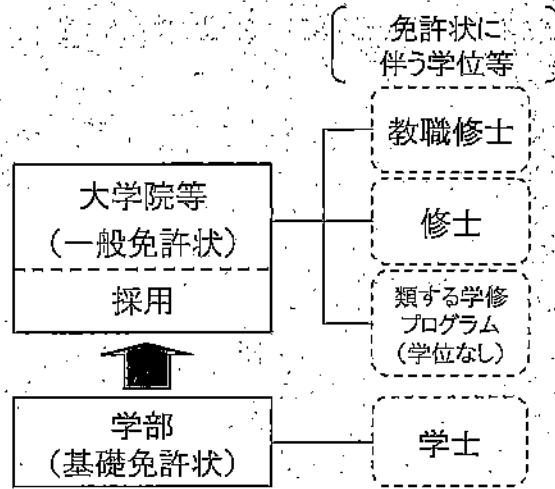 免許状に
伴う学位等
教職修士
大学院等
(一般免許状)
採用
修士
類する学修
プログラム
(学位なし)
学部
(基礎免許状)
学士